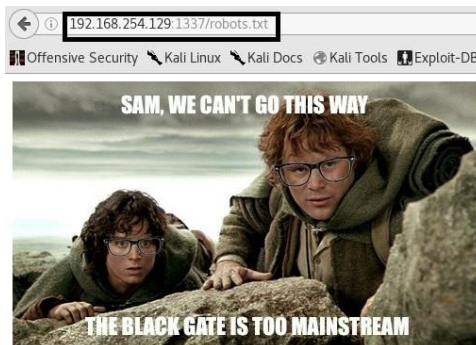 192.168.254.129:1337/robots.txt
Offensive Security Kali Linux Kali Docs Kali Tools Exploit-DB
SAM, WE CAN'T GO THIS WAY
THE BLACK GATE IS TOO MAINSTREAM